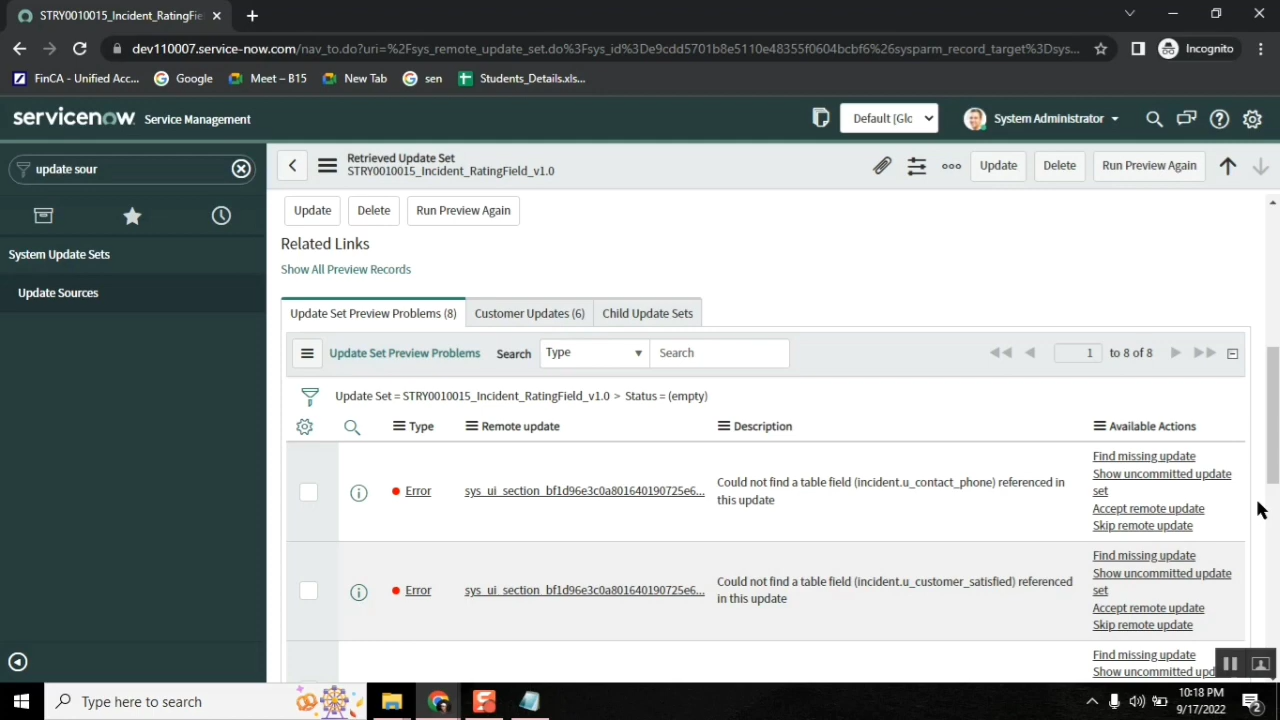 STRY0010015_Incident_RatingFie
dev110007.service-now.com/nav_to.do?uri=%2Fsys_remote_update_set.do%3Fsys_id%3De9cdd5701b8e5110e48355f0604bcbf6%26sysparm_record_target%3Dsys...
Incognito
FinCA - Unified Acc...
Google
Meet – B15
New Tab
sen
Students_Details.xls...
servicenow Service Management
Default [Glc
System Administrator
update sour
Retrieved Update Set
STRY0010015_Incident_RatingField_v1.0
Update
Delete
Run Preview Again
Update
Delete
Run Preview Again
System Update Sets
Update Sources
Related Links
Show All Preview Records
Update Set Preview Problems (8)
Customer Updates (6)
Child Update Sets
Update Set Preview Problems
Search
Type
Search
1
to 8 of 8
Update Set = STRY0010015_Incident_RatingField_v1.0 > Status = (empty)
Type
Remote update
Description
Available Actions
Error
sys_ui_section_bf1d96e3c0a801640190725e6...
Could not find a table field (incident.u_contact_phone) referenced in
this update
Find missing update
Show uncommitted update
set
Accept remote update
Skip remote update
Error
sys_ui_section_bf1d96e3c0a801640190725e6...
Could not find a table field (incident.u_customer_satisfied) referenced
in this update
Find missing update
Show uncommitted update
set
Accept remote update
Skip remote update
Find missing update
Show uncommitted upd
Type here to search
10:18 PM
9/17/2022
2